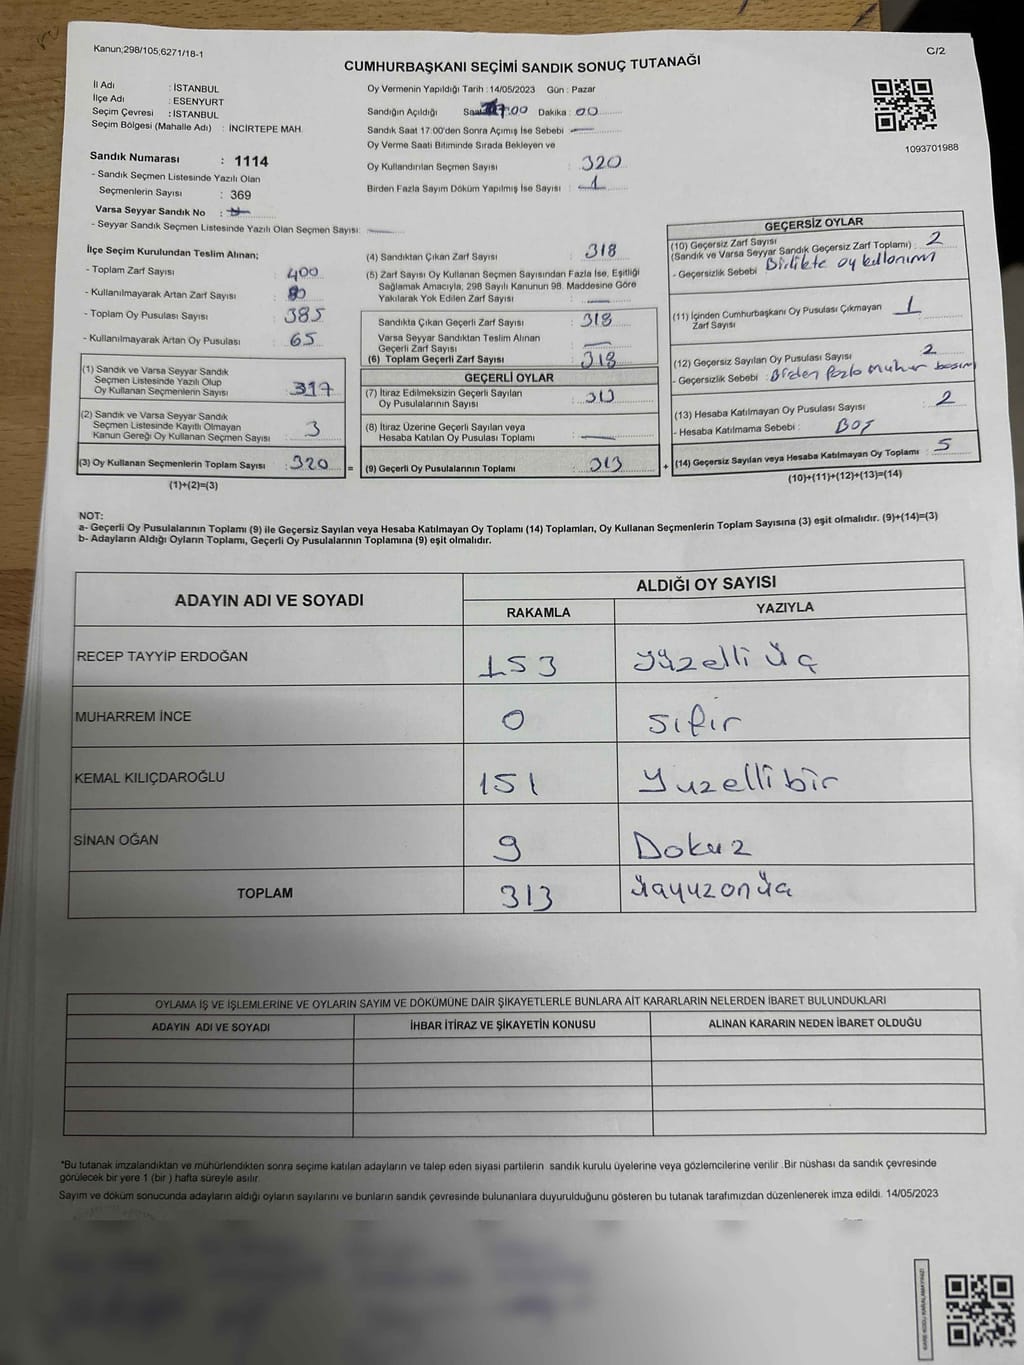 Kanun;298/105,6271/18-1
C/2
CUMHURBAŞKANI SEÇİMİ SANDIK SONUÇ TUTANAĞI
İl Adı : İSTANBUL
İlçe Adı : ESENYURT
Seçim Çevresi : İSTANBUL
Seçim Bölgesi (Mahalle Adı) : İNCİRTEPE MAH.
Sandık Numarası : 1114
- Sandık Seçmen Listesinde Yazılı Olan
Seçmenlerin Sayısı : 369
Varsa Seyyar Sandık No :
- Seyyar Sandık Seçmen Listesinde Yazılı Olan Seçmen Sayısı: —
Oy Vermenin Yapıldığı Tarih : 14/05/2023 Gün : Pazar
Sandığın Açıldığı Saat 17:00 Dakika : 00
Sandık Saat 17:00'den Sonra Açımış İse Sebebi —
Oy Verme Saati Bitiminde Sırada Bekleyen ve
Oy Kullandırılan Seçmen Sayısı : 320
Birden Fazla Sayım Döküm Yapılmış İse Sayısı : 1
1093701988
İlçe Seçim Kurulundan Teslim Alınan;
- Toplam Zarf Sayısı : 400
- Kullanılmayarak Artan Zarf Sayısı : 80
- Toplam Oy Pusulası Sayısı : 385
- Kullanılmayarak Artan Oy Pusulası : 65
(1) Sandık ve Varsa Seyyar Sandık
Seçmen Listesinde Yazılı Olup
Oy Kullanan Seçmenlerin Sayısı : 317
(2) Sandık ve Varsa Seyyar Sandık
Seçmen Listesinde Kayıtlı Olmayan
Kanun Gereği Oy Kullanan Seçmen Sayısı : 3
(3) Oy Kullanan Seçmenlerin Toplam Sayısı : 320 =
(1)+(2)=(3)
(4) Sandıktan Çıkan Zarf Sayısı : 318
(5) Zarf Sayısı Oy Kullanan Seçmen Sayısından Fazla İse, Eşitliği
Sağlamak Amacıyla, 298 Sayılı Kanunun 98. Maddesine Göre
Yakılarak Yok Edilen Zarf Sayısı : —
Sandıkta Çıkan Geçerli Zarf Sayısı : 318
Varsa Seyyar Sandıktan Teslim Alınan
Geçerli Zarf Sayısı : —
(6) Toplam Geçerli Zarf Sayısı : 318
GEÇERLİ OYLAR
(7) İtiraz Edilmeksizin Geçerli Sayılan
Oy Pusulalarının Sayısı : 313
(8) İtiraz Üzerine Geçerli Sayılan veya
Hesaba Katılan Oy Pusulası Toplamı : —
(9) Geçerli Oy Pusulalarının Toplamı : 313 +
GEÇERSİZ OYLAR
(10) Geçersiz Zarf Sayısı
(Sandık ve Varsa Seyyar Sandık Geçersiz Zarf Toplamı) : 2
- Geçersizlik Sebebi : Birlikte oy kullanımı
(11) İçinden Cumhurbaşkanı Oy Pusulası Çıkmayan : 1
Zarf Sayısı
(12) Geçersiz Sayılan Oy Pusulası Sayısı : 2
- Geçersizlik Sebebi : Birden fazla muhur basımı
(13) Hesaba Katılmayan Oy Pusulası Sayısı : 2
- Hesaba Katılmama Sebebi : BOŞ
(14) Geçersiz Sayılan veya Hesaba Katılmayan Oy Toplamı : 5
(10)+(11)+(12)+(13)=(14)
NOT:
a- Geçerli Oy Pusulalarının Toplamı (9) ile Geçersiz Sayılan veya Hesaba Katılmayan Oy Toplamı (14) Toplamları, Oy Kullanan Seçmenlerin Toplam Sayısına (3) eşit olmalıdır. (9)+(14)=(3)
b- Adayların Aldığı Oyların Toplamı, Geçerli Oy Pusulalarının Toplamına (9) eşit olmalıdır.
ADAYIN ADI VE SOYADI
ALDIĞI OY SAYISI
RAKAMLA YAZIYLA
RECEP TAYYİP ERDOĞAN 153 yüzelli üç
MUHARREM İNCE 0 sıfır
KEMAL KILIÇDAROĞLU 151 Yuzelli bir
SİNAN OĞAN 9 Dokuz
TOPLAM 313 üçyüzonüç
OYLAMA İŞ VE İŞLEMLERİNE VE OYLARIN SAYIM VE DÖKÜMÜNE DAİR ŞİKAYETLERLE BUNLARA AİT KARARLARIN NELERDEN İBARET BULUNDUKLARI
ADAYIN ADI VE SOYADI İHBAR İTİRAZ VE ŞİKAYETİN KONUSU ALINAN KARARIN NEDEN İBARET OLDUĞU
*Bu tutanak imzalandıktan ve mühürlendikten sonra seçime katılan adayların ve talep eden siyasi partilerin sandık kurulu üyelerine veya gözlemcilerine verilir .Bir nüshası da sandık çevresinde
görülecek bir yere 1 (bir ) hafta süreyle asılır.
Sayım ve döküm sonucunda adayların aldığı oyların sayılarını ve bunların sandık çevresinde bulunanlara duyurulduğunu gösteren bu tutanak tarafımızdan düzenlenerek imza edildi. 14/05/2023
KARE KODU KARALAMAYINIZ!